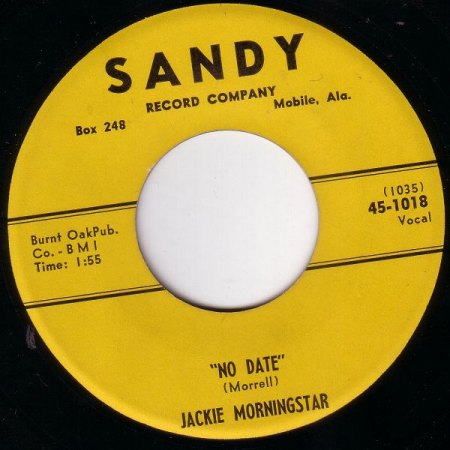 SANDY
RECORD COMPANY
Box 248
Mobile, Ala.
(1035)
45-1018
Vocal
Burnt OakPub.
Co. - B M I
Time: 1:55
"NO DATE"
(Morrell)
JACKIE MORNINGSTAR